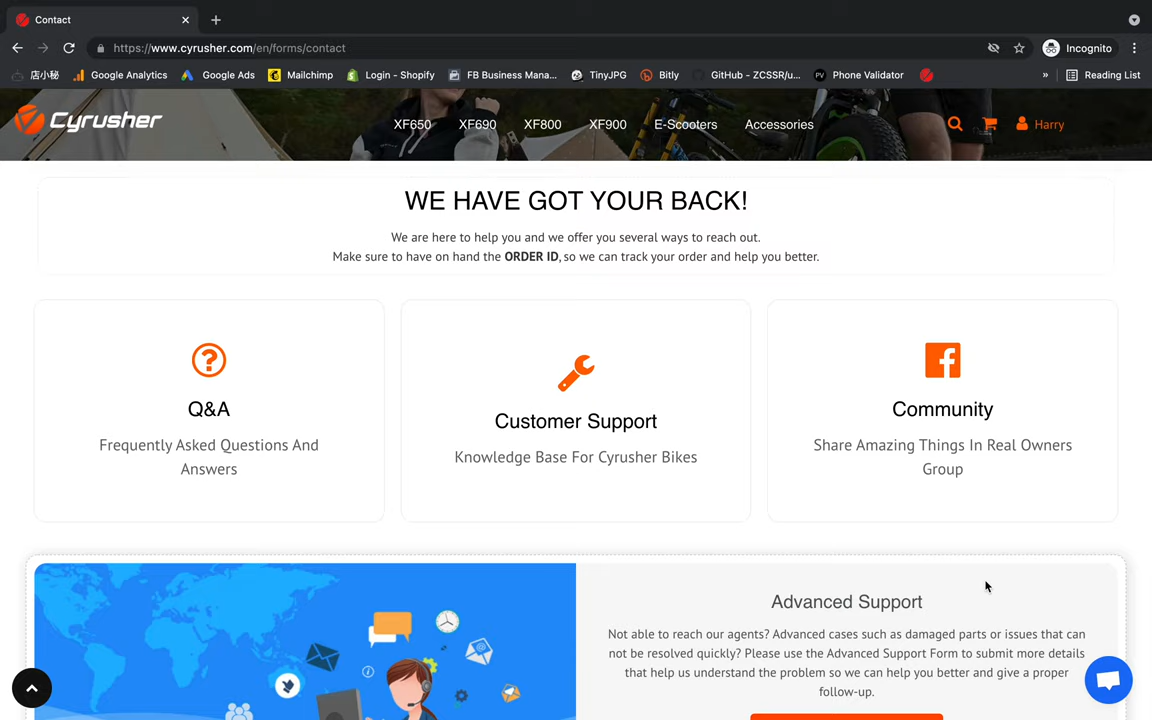 Contact
https://www.cyrusher.com/en/forms/contact
Incognito
店小秘
Google Analytics
Google Ads
Mailchimp
Login - Shopify
FB Business Mana...
TinyJPG
Bitly
GitHub - ZCSSR/u...
PV
Phone Validator
»
Reading List
Cyrusher
XF650
XF690
XF800
XF900
E-Scooters
Accessories
Harry
WE HAVE GOT YOUR BACK!
We are here to help you and we offer you several ways to reach out.
Make sure to have on hand the ORDER ID, so we can track your order and help you better.
Q&A
Frequently Asked Questions And
Answers
Customer Support
Knowledge Base For Cyrusher Bikes
Community
Share Amazing Things In Real Owners
Group
Advanced Support
Not able to reach our agents? Advanced cases such as damaged parts or issues that can
not be resolved quickly? Please use the Advanced Support Form to submit more details
that help us understand the problem so we can help you better and give a proper
follow-up.